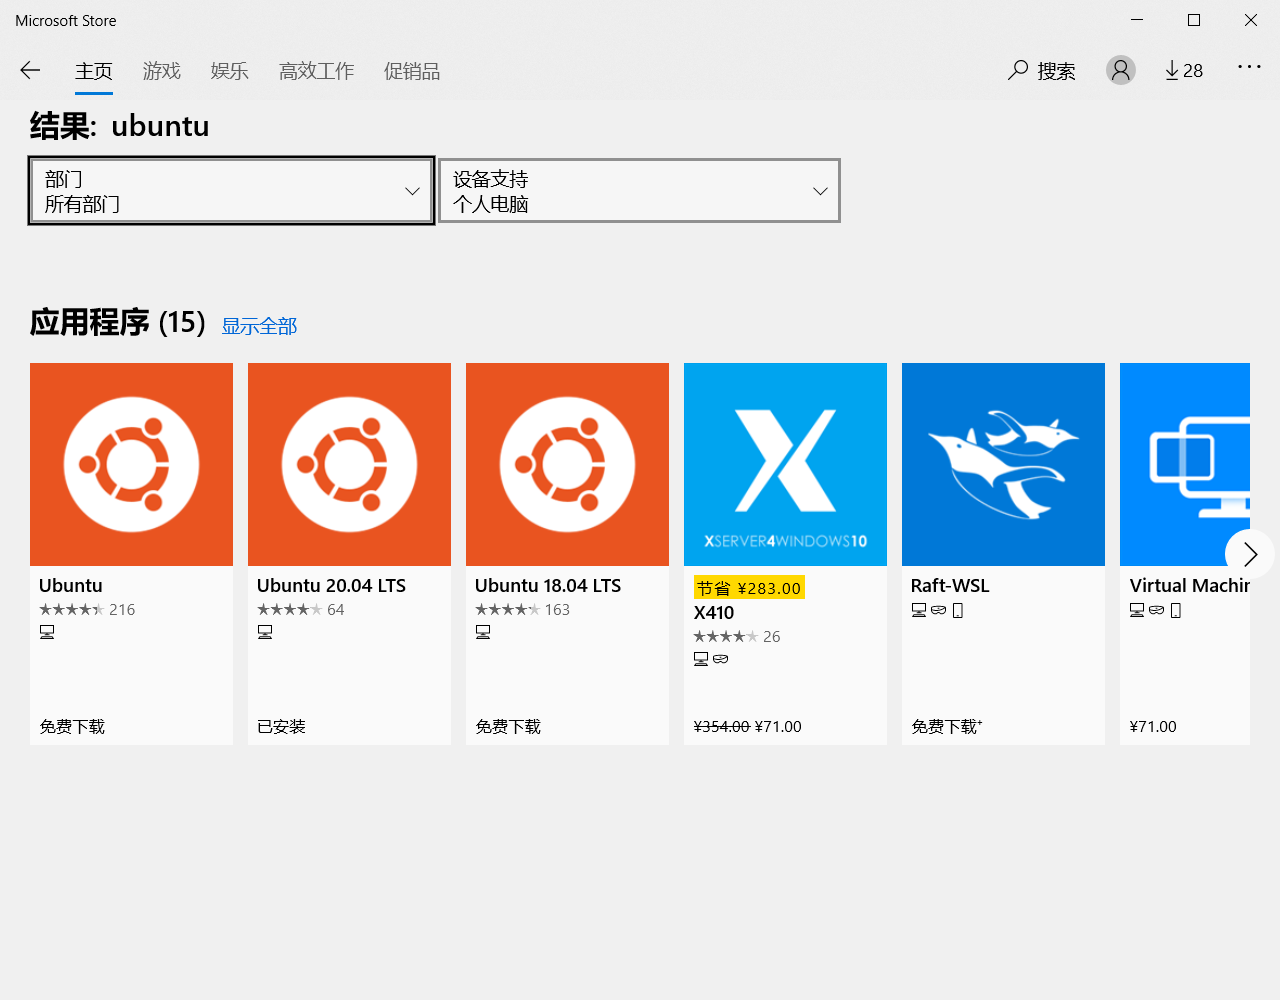 Microsoft Store
主页 游戏 娱乐 高效工作 促销品 搜索 28
结果: ubuntu
部门
所有部门
设备支持
个人电脑
应用程序 (15) 显示全部
Ubuntu
216
免费下载
Ubuntu 20.04 LTS
64
已安装
Ubuntu 18.04 LTS
163
免费下载
XSERVER4WINDOWS10
节省 ¥283.00
X410
26
¥354.00 ¥71.00
Raft-WSL
免费下载+
Virtual Machin
¥71.00